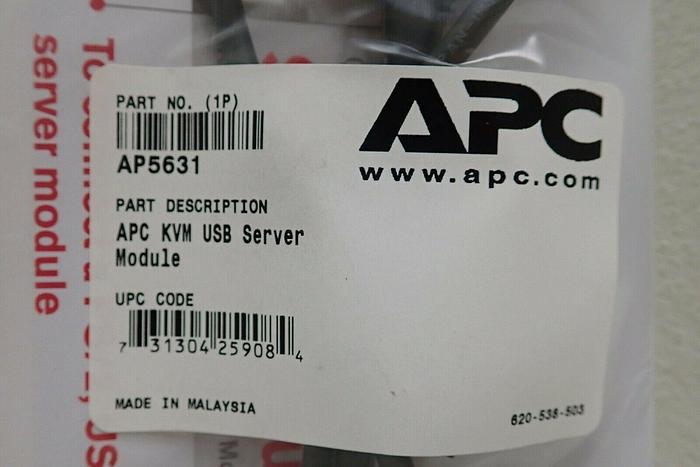 PART NO. (1P)
AP5631
PART DESCRIPTION
APC KVM USB Server
Module
UPC CODE
7 31304 25908 4
MADE IN MALAYSIA
APC
www.apc.com
620-538-503
server module